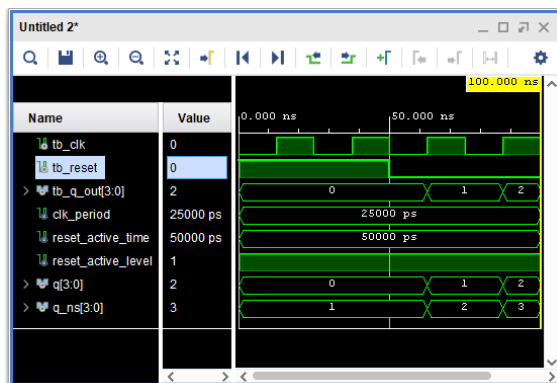 Untitled 2*
100.000 ns
Name Value 0.000 ns 50.000 ns
tb_clk 0
tb_reset 0
tb_q_out[3:0] 2 0 1 2
clk_period 25000 ps 25000 ps
reset_active_time 50000 ps 50000 ps
reset_active_level 1
q[3:0] 2 0 1 2
q_ns[3:0] 3 1 2 3